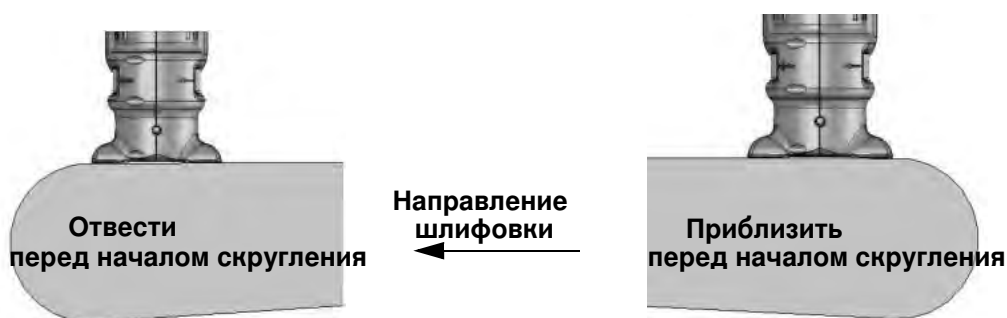 Отвести
перед началом скругления
Направление
шлифовки
Приблизить
перед началом скругления